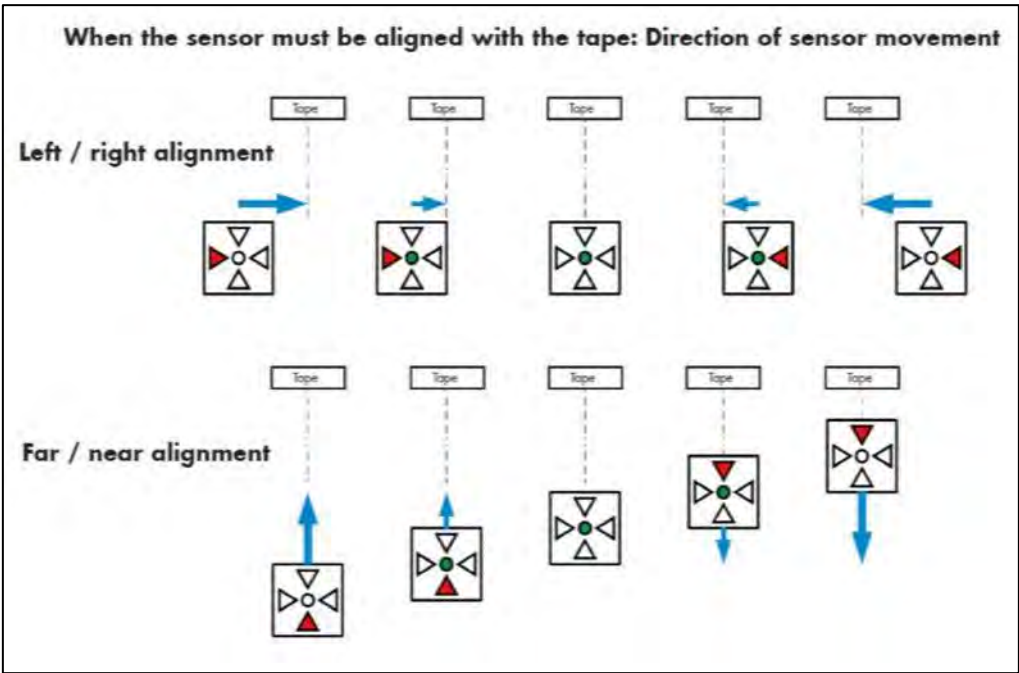 When the sensor must be aligned with the tape: Direction of sensor movement
Tape Tape Tape Tape Tape
Left / right alignment
Tape Tape Tape Tape Tape
Far / near alignment